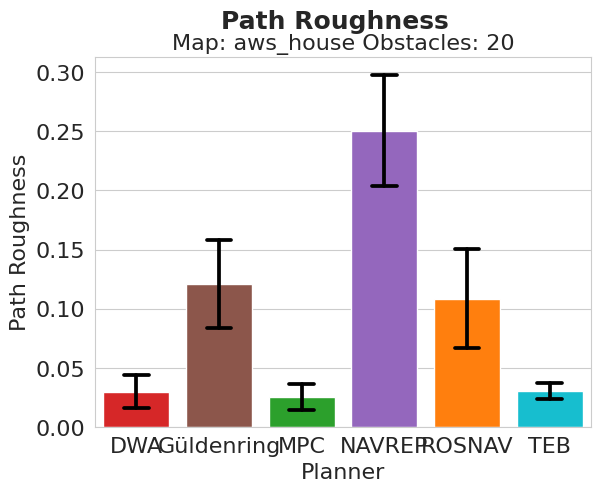 Path Roughness
Map: aws_house Obstacles: 20
0.30
0.25
0.20
0.15
0.10
0.05
0.00
Path Roughness
DWA Güldenring MPC NAVREP ROSNAV TEB
Planner